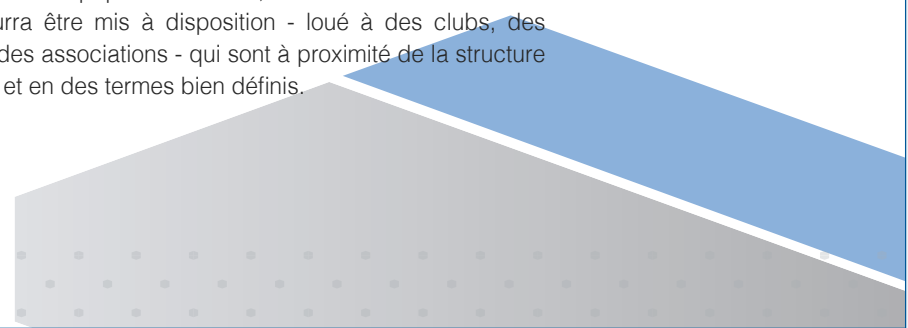 urra être mis à disposition - loué à des clubs, des
des associations - qui sont à proximité de la structure
et en des termes bien définis.